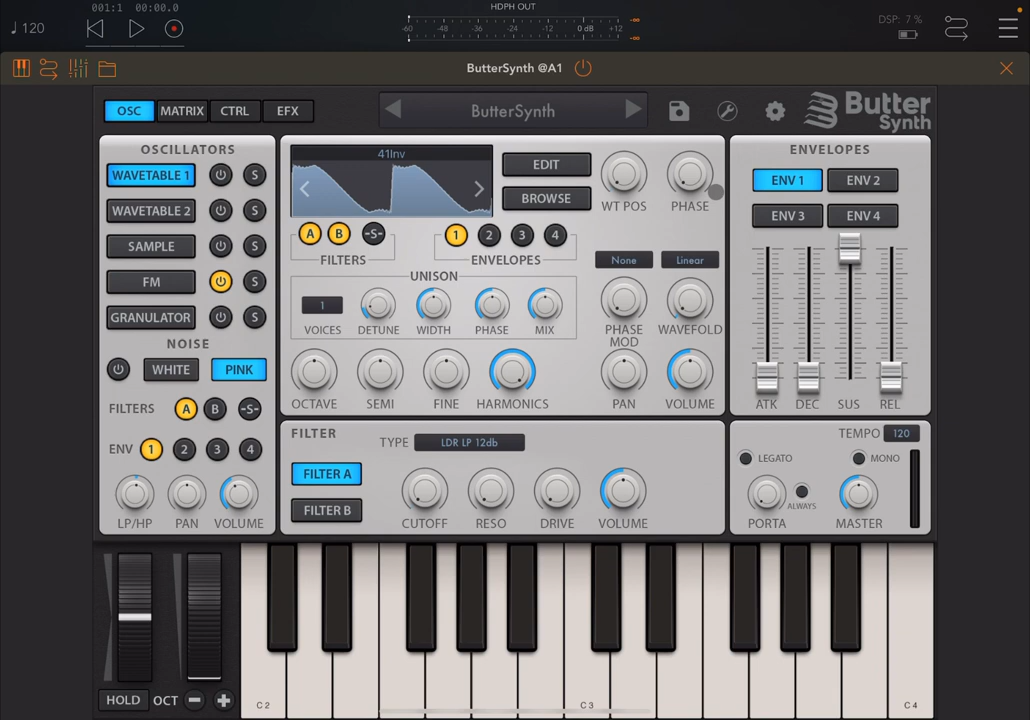 001:1 00:00.0
HDPH OUT
♩120
-60 -48 -36 -24 -12 0 dB +12
-∞
-∞
DSP: 7 %
ButterSynth @A1
OSC MATRIX CTRL EFX
ButterSynth
Butter
Synth
OSCILLATORS
WAVETABLE 1 S
WAVETABLE 2 S
SAMPLE S
FM S
GRANULATOR S
NOISE
WHITE PINK
FILTERS A B -S-
ENV 1 2 3 4
LP/HP PAN VOLUME
41Inv
EDIT
BROWSE
WT POS PHASE
A B -S-
FILTERS
1 2 3 4
ENVELOPES
None Linear
UNISON
1
VOICES DETUNE WIDTH PHASE MIX
PHASE
MOD
WAVEFOLD
OCTAVE SEMI FINE HARMONICS PAN VOLUME
ENVELOPES
ENV 1 ENV 2
ENV 3 ENV 4
ATK DEC SUS REL
FILTER
TYPE LDR LP 12db
FILTER A
FILTER B
CUTOFF RESO DRIVE VOLUME
TEMPO 120
LEGATO MONO
ALWAYS
PORTA MASTER
HOLD OCT − +
C 2 C 3 C 4